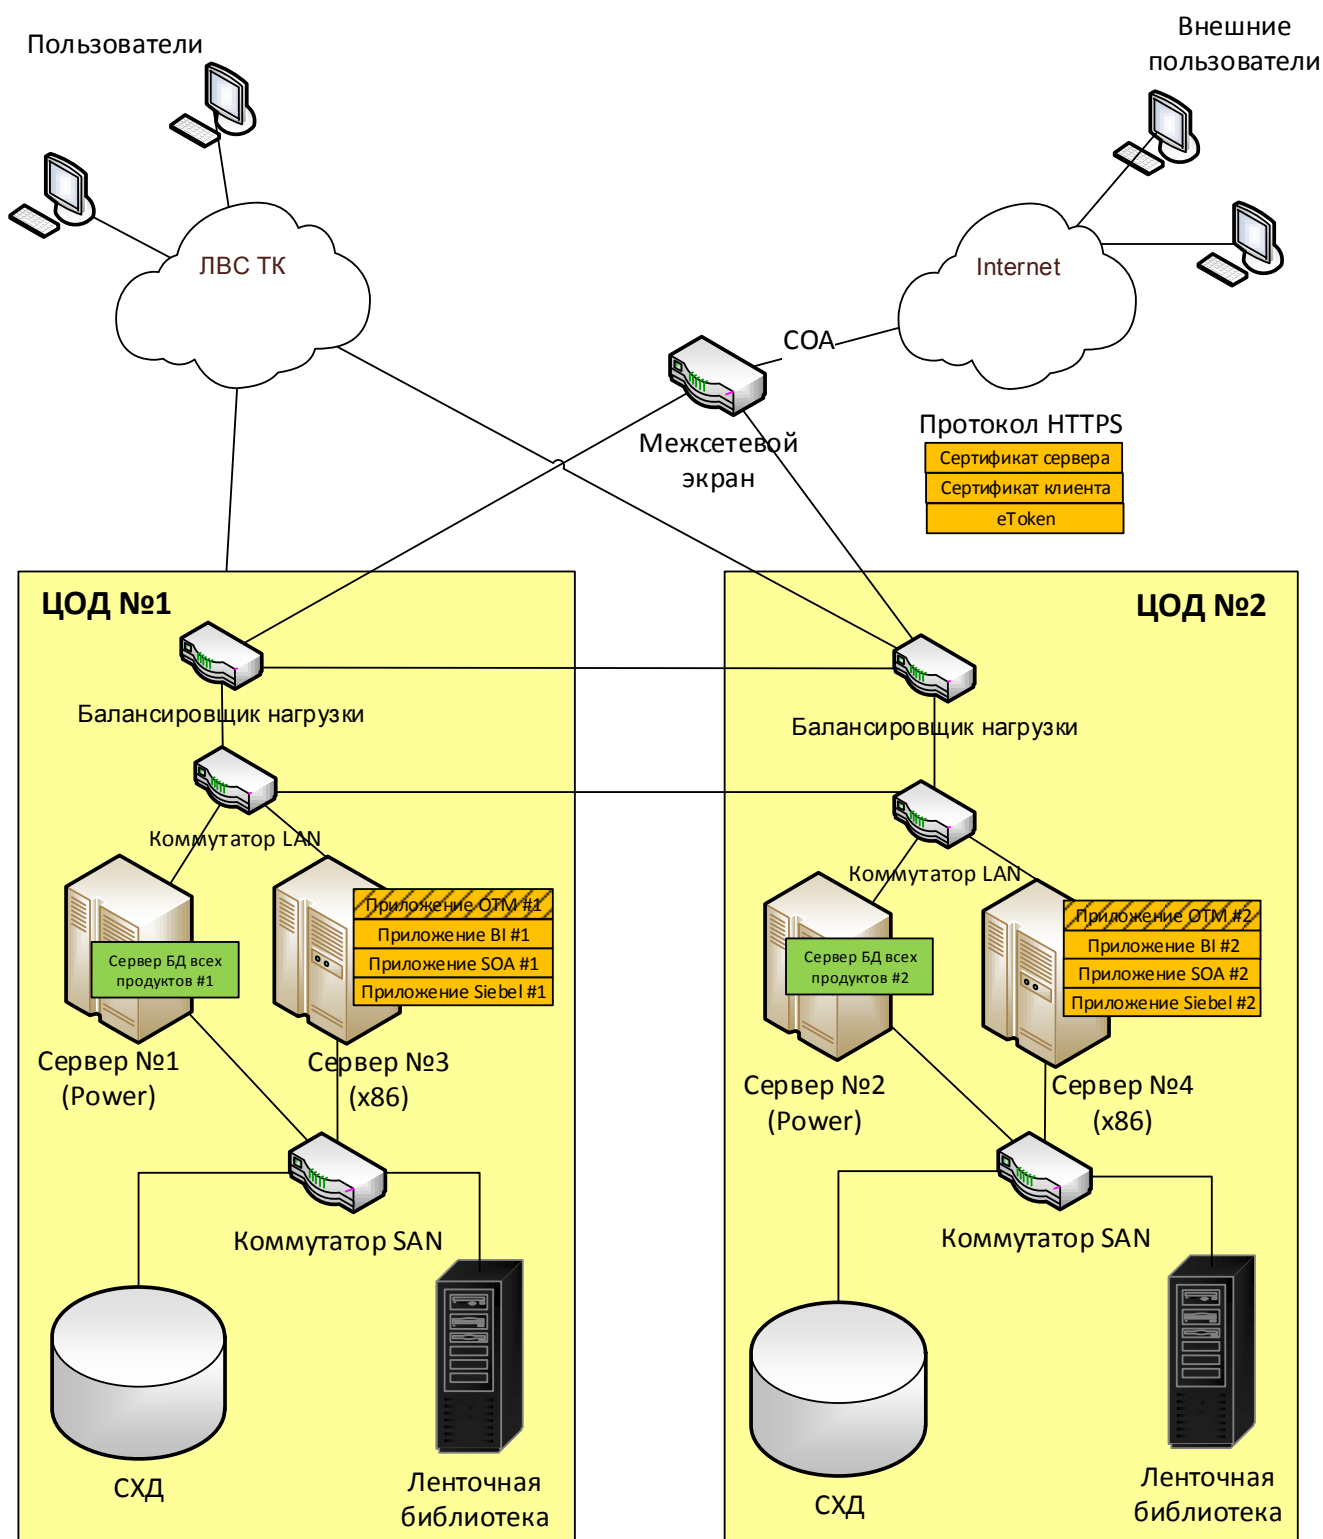 Пользователи
Внешние
пользователи
ЛВС ТК
Internet
СОА
Межсетевой
экран
Протокол HTTPS
Сертификат сервера
Сертификат клиента
eToken
ЦОД №1
Балансировщик нагрузки
Коммутатор LAN
Приложение OTM #1
Приложение BI #1
Приложение SOA #1
Приложение Siebel #1
Сервер БД всех
продуктов #1
Сервер №1
(Power)
Сервер №3
(x86)
Коммутатор SAN
СХД
Ленточная
библиотека
ЦОД №2
Балансировщик нагрузки
Коммутатор LAN
Приложение OTM #2
Приложение BI #2
Приложение SOA #2
Приложение Siebel #2
Сервер БД всех
продуктов #2
Сервер №2
(Power)
Сервер №4
(x86)
Коммутатор SAN
СХД
Ленточная
библиотека